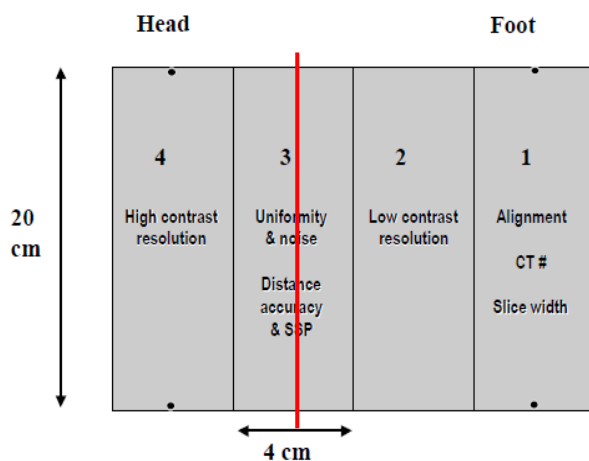 Head
Foot
4
3
2
1
High contrast
resolution
Uniformity
& noise
Distance
accuracy
& SSP
Low contrast
resolution
Alignment
CT #
Slice width
20
cm
4 cm